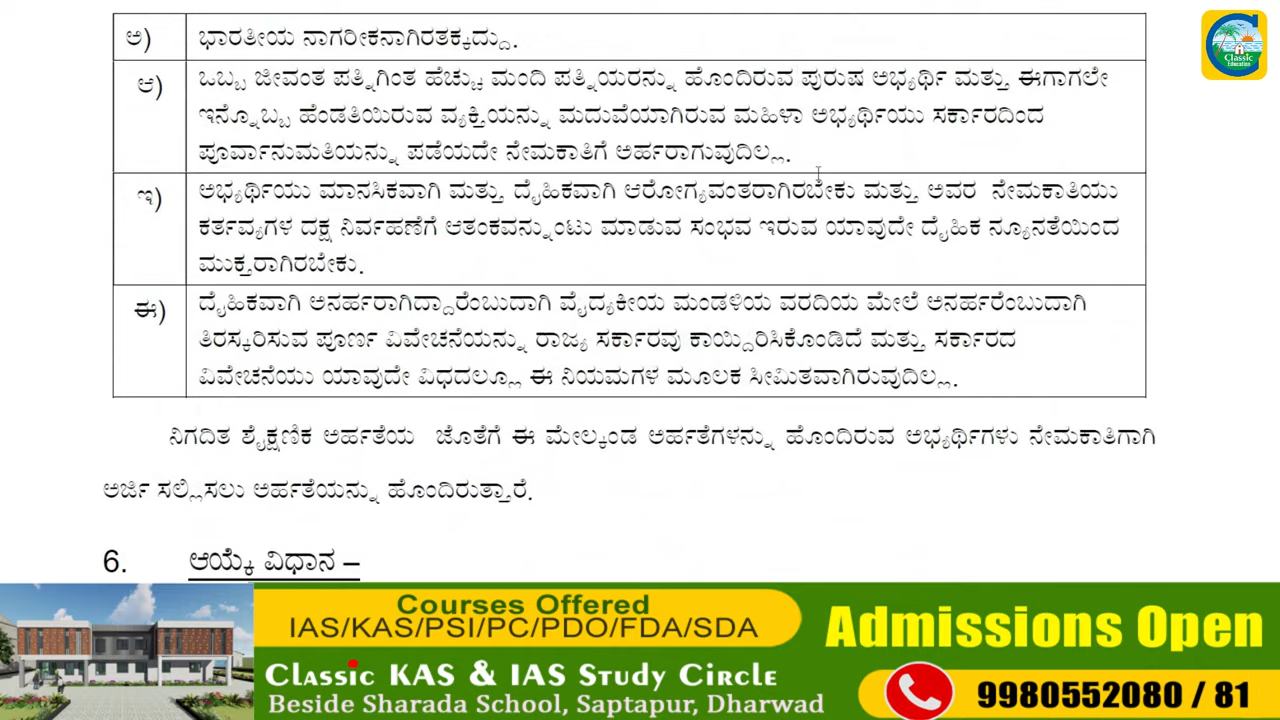 Classic
Education
ಅ) ಭಾರತೀಯ ನಾಗರೀಕನಾಗಿರತಕ್ಕದ್ದು.
ಆ) ಒಬ್ಬ ಜೀವಂತ ಪತ್ನಿಗಿಂತ ಹೆಚ್ಚು ಮಂದಿ ಪತ್ನಿಯರನ್ನು ಹೊಂದಿರುವ ಪುರುಷ ಅಭ್ಯರ್ಥಿ ಮತ್ತು ಈಗಾಗಲೇ
ಇನ್ನೊಬ್ಬ ಹೆಂಡತಿಯಿರುವ ವ್ಯಕ್ತಿಯನ್ನು ಮದುವೆಯಾಗಿರುವ ಮಹಿಳಾ ಅಭ್ಯರ್ಥಿಯು ಸರ್ಕಾರದಿಂದ
ಪೂರ್ವಾನುಮತಿಯನ್ನು ಪಡೆಯದೇ ನೇಮಕಾತಿಗೆ ಅರ್ಹರಾಗುವುದಿಲ್ಲ.
ಇ) ಅಭ್ಯರ್ಥಿಯು ಮಾನಸಿಕವಾಗಿ ಮತ್ತು ದೈಹಿಕವಾಗಿ ಆರೋಗ್ಯವಂತರಾಗಿರಬೇಕು ಮತ್ತು ಅವರ ನೇಮಕಾತಿಯು
ಕರ್ತವ್ಯಗಳ ದಕ್ಷ ನಿರ್ವಹಣೆಗೆ ಆತಂಕವನ್ನುಂಟು ಮಾಡುವ ಸಂಭವ ಇರುವ ಯಾವುದೇ ದೈಹಿಕ ನ್ಯೂನತೆಯಿಂದ
ಮುಕ್ತರಾಗಿರಬೇಕು.
ಈ) ದೈಹಿಕವಾಗಿ ಅನರ್ಹರಾಗಿದ್ದಾರೆಂಬುದಾಗಿ ವೈದ್ಯಕೀಯ ಮಂಡಳಿಯ ವರದಿಯ ಮೇಲೆ ಅನರ್ಹರೆಂಬುದಾಗಿ
ತಿರಸ್ಕರಿಸುವ ಪೂರ್ಣ ವಿವೇಚನೆಯನ್ನು ರಾಜ್ಯ ಸರ್ಕಾರವು ಕಾಯ್ದಿರಿಸಿಕೊಂಡಿದೆ ಮತ್ತು ಸರ್ಕಾರದ
ವಿವೇಚನೆಯು ಯಾವುದೇ ವಿಧದಲ್ಲೂ ಈ ನಿಯಮಗಳ ಮೂಲಕ ಸೀಮಿತವಾಗಿರುವುದಿಲ್ಲ.
ನಿಗದಿತ ಶೈಕ್ಷಣಿಕ ಅರ್ಹತೆಯ ಜೊತೆಗೆ ಈ ಮೇಲ್ಕಂಡ ಅರ್ಹತೆಗಳನ್ನು ಹೊಂದಿರುವ ಅಭ್ಯರ್ಥಿಗಳು ನೇಮಕಾತಿಗಾಗಿ
ಅರ್ಜಿ ಸಲ್ಲಿಸಲು ಅರ್ಹತೆಯನ್ನು ಹೊಂದಿರುತ್ತಾರೆ.
6. ಆಯ್ಕೆ ವಿಧಾನ –
Courses Offered
IAS/KAS/PSI/PC/PDO/FDA/SDA
Classic KAS & IAS Study Circle
Beside Sharada School, Saptapur, Dharwad
Admissions Open
9980552080 / 81